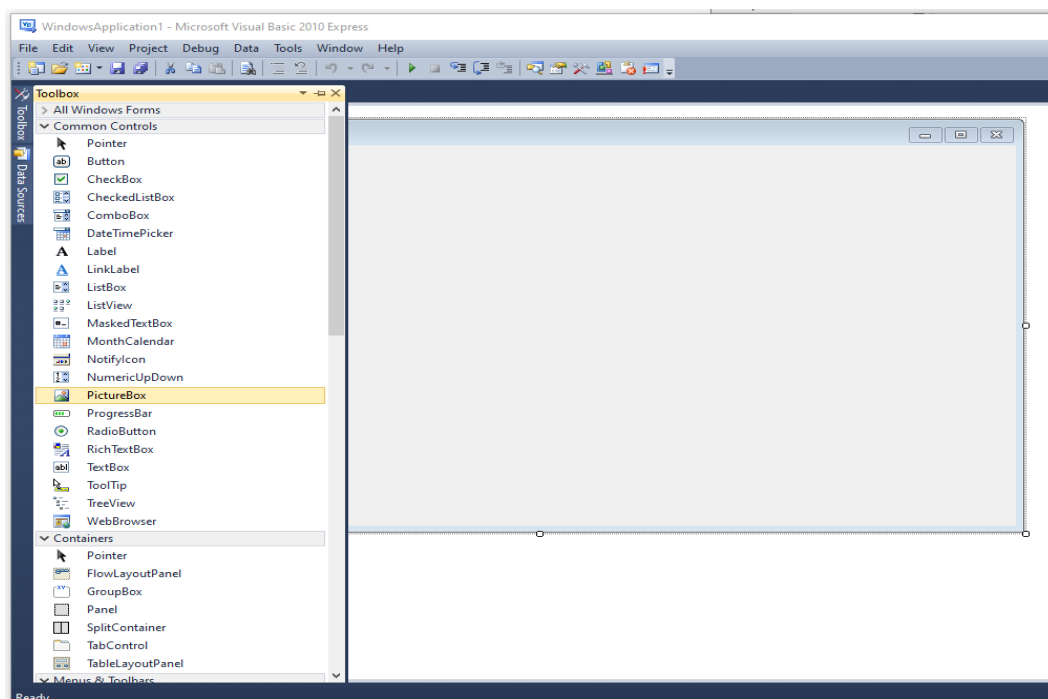 WindowsApplication1 - Microsoft Visual Basic 2010 Express
File Edit View Project Debug Data Tools Window Help
Toolbox
Toolbox
Data Sources
All Windows Forms
Common Controls
Pointer
Button
CheckBox
CheckedListBox
ComboBox
DateTimePicker
Label
LinkLabel
ListBox
ListView
MaskedTextBox
MonthCalendar
NotifyIcon
NumericUpDown
PictureBox
ProgressBar
RadioButton
RichTextBox
TextBox
ToolTip
TreeView
WebBrowser
Containers
Pointer
FlowLayoutPanel
GroupBox
Panel
SplitContainer
TabControl
TableLayoutPanel
Menus & Toolbars
Ready